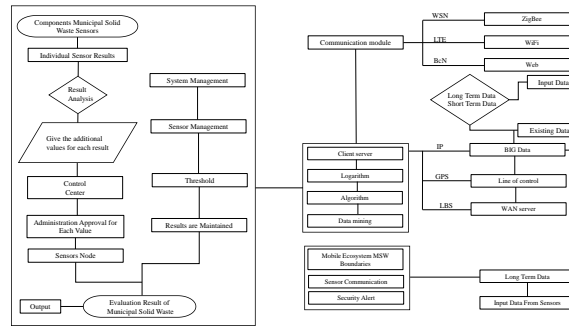 Components Municipal Solid
Waste Sensors
Individual Sensor Results
Result
Analysis
Give the additional
values for each result
Control
Center
Administration Approval for
Each Value
Sensors Node
Output
Evaluation Result of
Municipal Solid Waste
System Management
Sensor Management
Threshold
Results are Maintained
Communication module
WSN
ZigBee
LTE
WiFi
BcN
Web
Long Term Data
Short Term Data
Input Data
Existing Data
Client server
Logarithm
Algorithm
Data mining
IP
BIG Data
GPS
Line of control
LBS
WAN server
Mobile Ecosystem MSW
Boundaries
Sensor Communication
Security Alert
Long Term Data
Input Data From Sensors